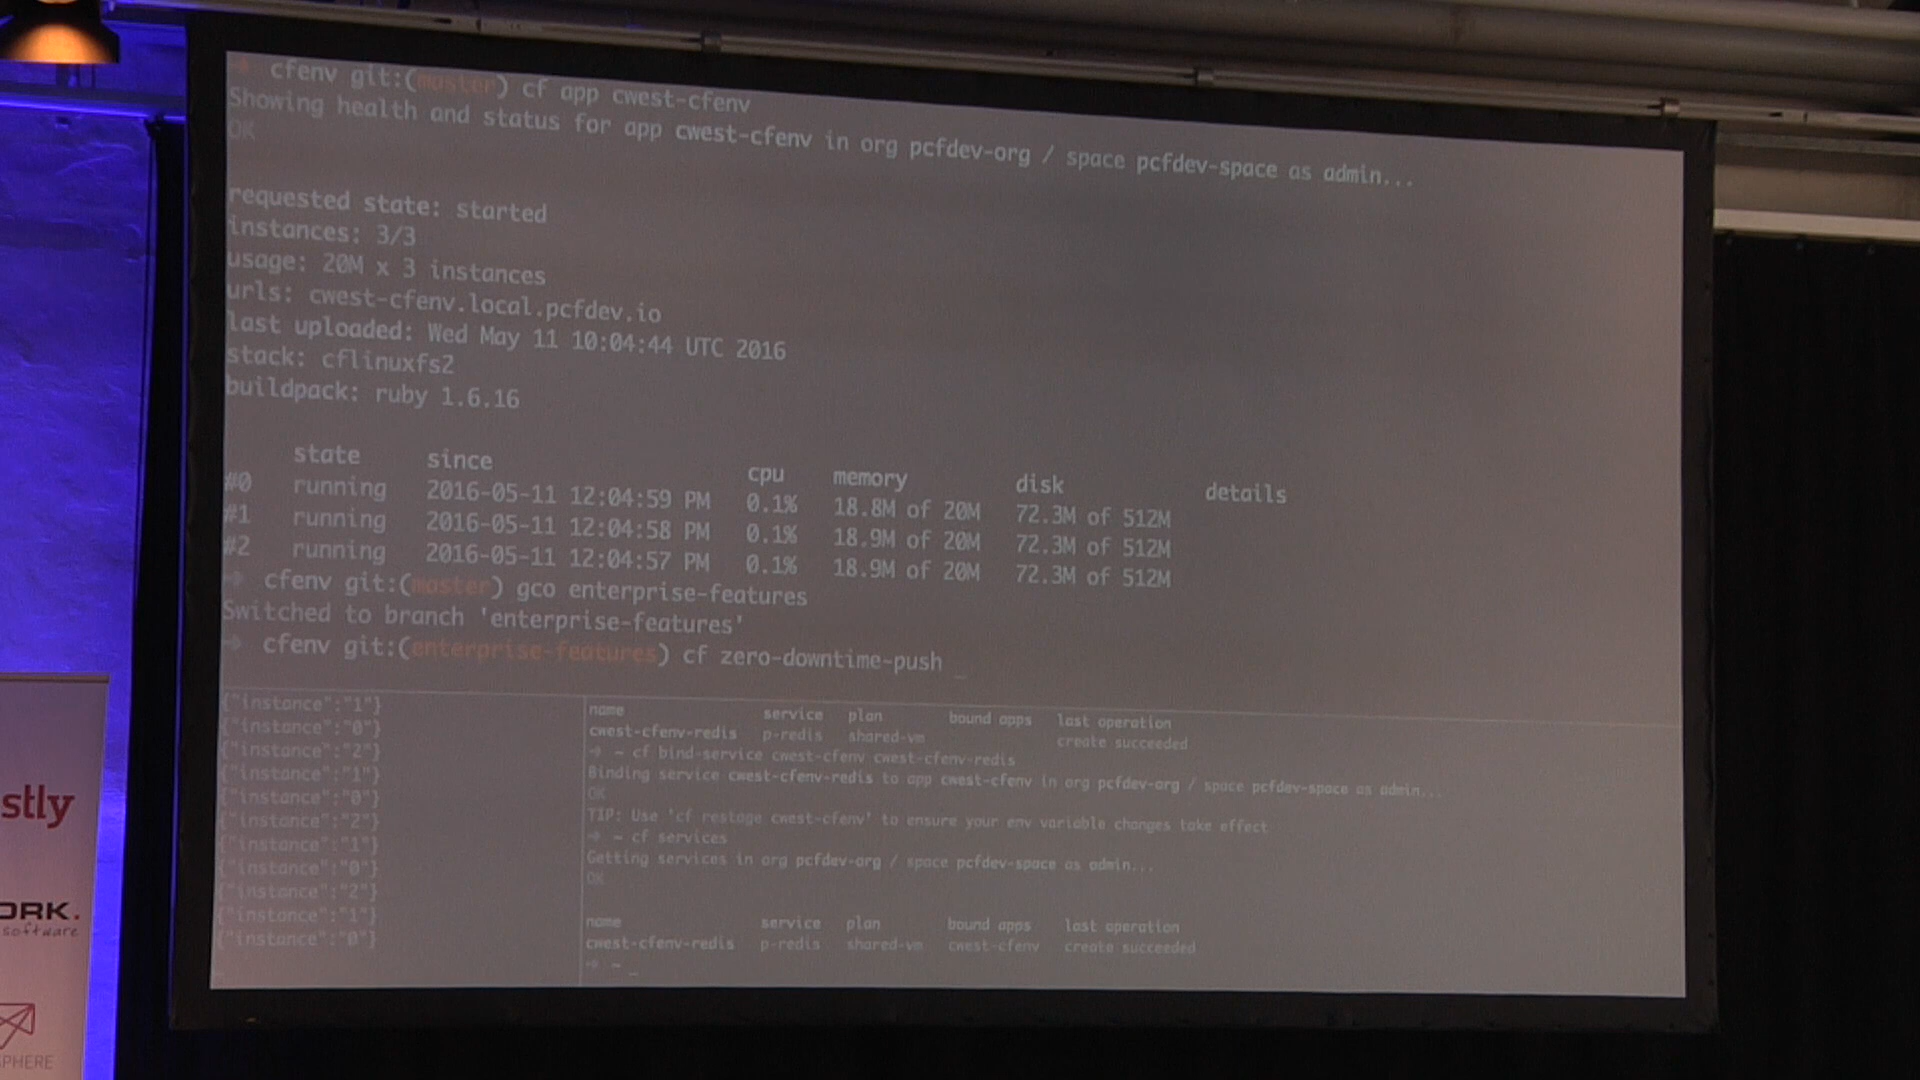 ➜ cfenv git:(master) cf app cwest-cfenv
Showing health and status for app cwest-cfenv in org pcfdev-org / space pcfdev-space as admin...
OK
requested state: started
instances: 3/3
usage: 20M x 3 instances
urls: cwest-cfenv.local.pcfdev.io
last uploaded: Wed May 11 10:04:44 UTC 2016
stack: cflinuxfs2
buildpack: ruby 1.6.16
state since cpu memory disk details
#0 running 2016-05-11 12:04:59 PM 0.1% 18.8M of 20M 72.3M of 512M
#1 running 2016-05-11 12:04:58 PM 0.1% 18.9M of 20M 72.3M of 512M
#2 running 2016-05-11 12:04:57 PM 0.1% 18.9M of 20M 72.3M of 512M
➜ cfenv git:(master) gco enterprise-features
Switched to branch 'enterprise-features'
➜ cfenv git:(enterprise-features) cf zero-downtime-push _
{"instance":"1"}
{"instance":"0"}
{"instance":"2"}
{"instance":"1"}
{"instance":"0"}
{"instance":"2"}
{"instance":"1"}
{"instance":"0"}
{"instance":"2"}
{"instance":"1"}
{"instance":"0"}
name service plan bound apps last operation
cwest-cfenv-redis p-redis shared-vm create succeeded
➜ ~ cf bind-service cwest-cfenv cwest-cfenv-redis
Binding service cwest-cfenv-redis to app cwest-cfenv in org pcfdev-org / space pcfdev-space as admin...
OK
TIP: Use 'cf restage cwest-cfenv' to ensure your env variable changes take effect
➜ ~ cf services
Getting services in org pcfdev-org / space pcfdev-space as admin...
OK
name service plan bound apps last operation
cwest-cfenv-redis p-redis shared-vm cwest-cfenv create succeeded
➜ ~ _
stly
ORK.
software
PHERE